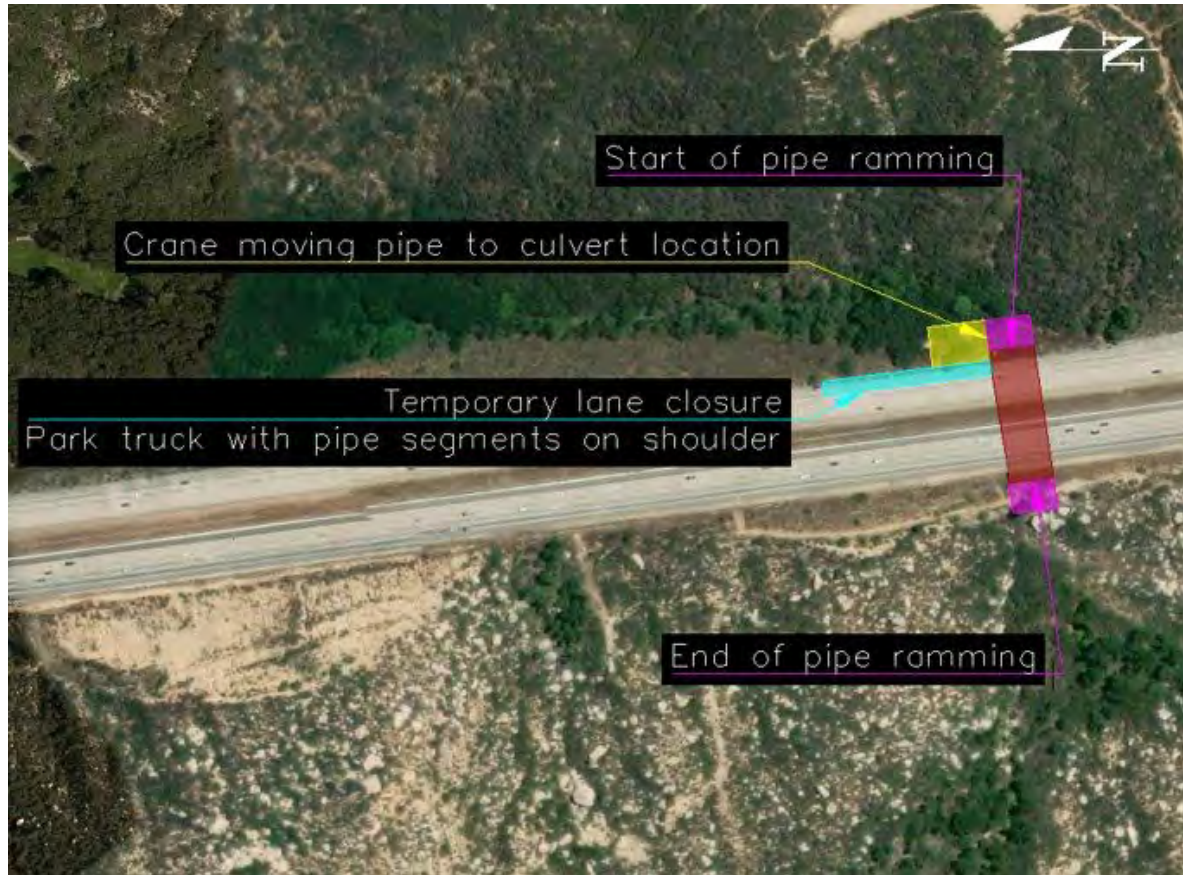 N
Start of pipe ramming
Crane moving pipe to culvert location
Temporary lane closure
Park truck with pipe segments on shoulder
End of pipe ramming